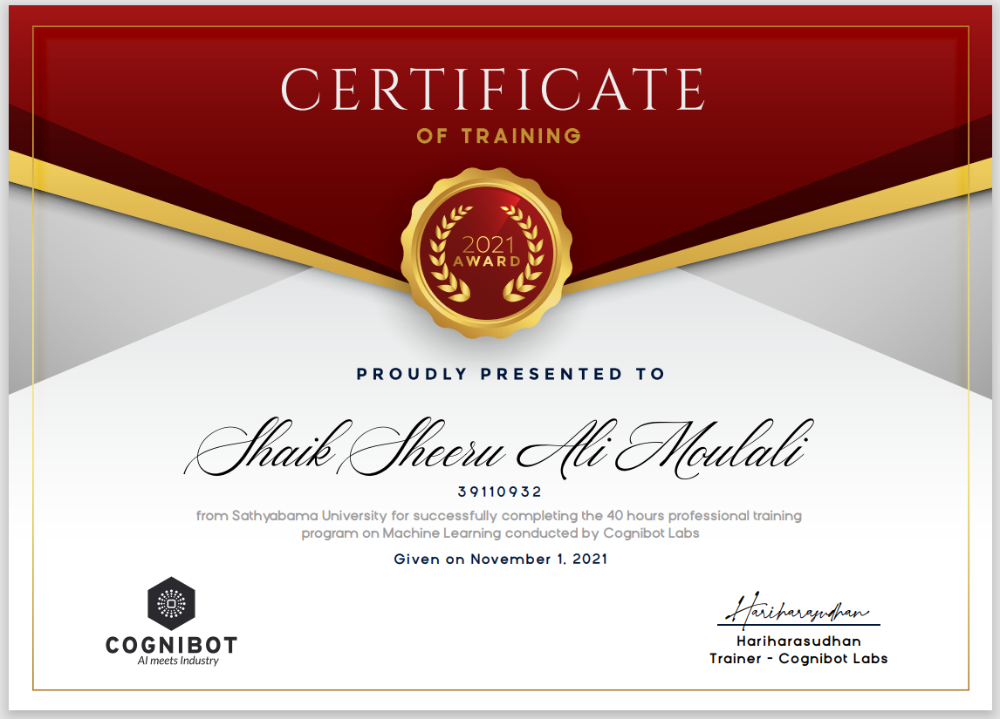 CERTIFICATE
OF TRAINING
2021
AWARD
PROUDLY PRESENTED TO
Shaik Sheeru Ali Moulali
39110932
from Sathyabama University for successfully completing the 40 hours professional training
program on Machine Learning conducted by Cognibot Labs
Given on November 1, 2021
COGNIBOT
AI meets Industry
Hariharasudhan
Hariharasudhan
Trainer - Cognibot Labs